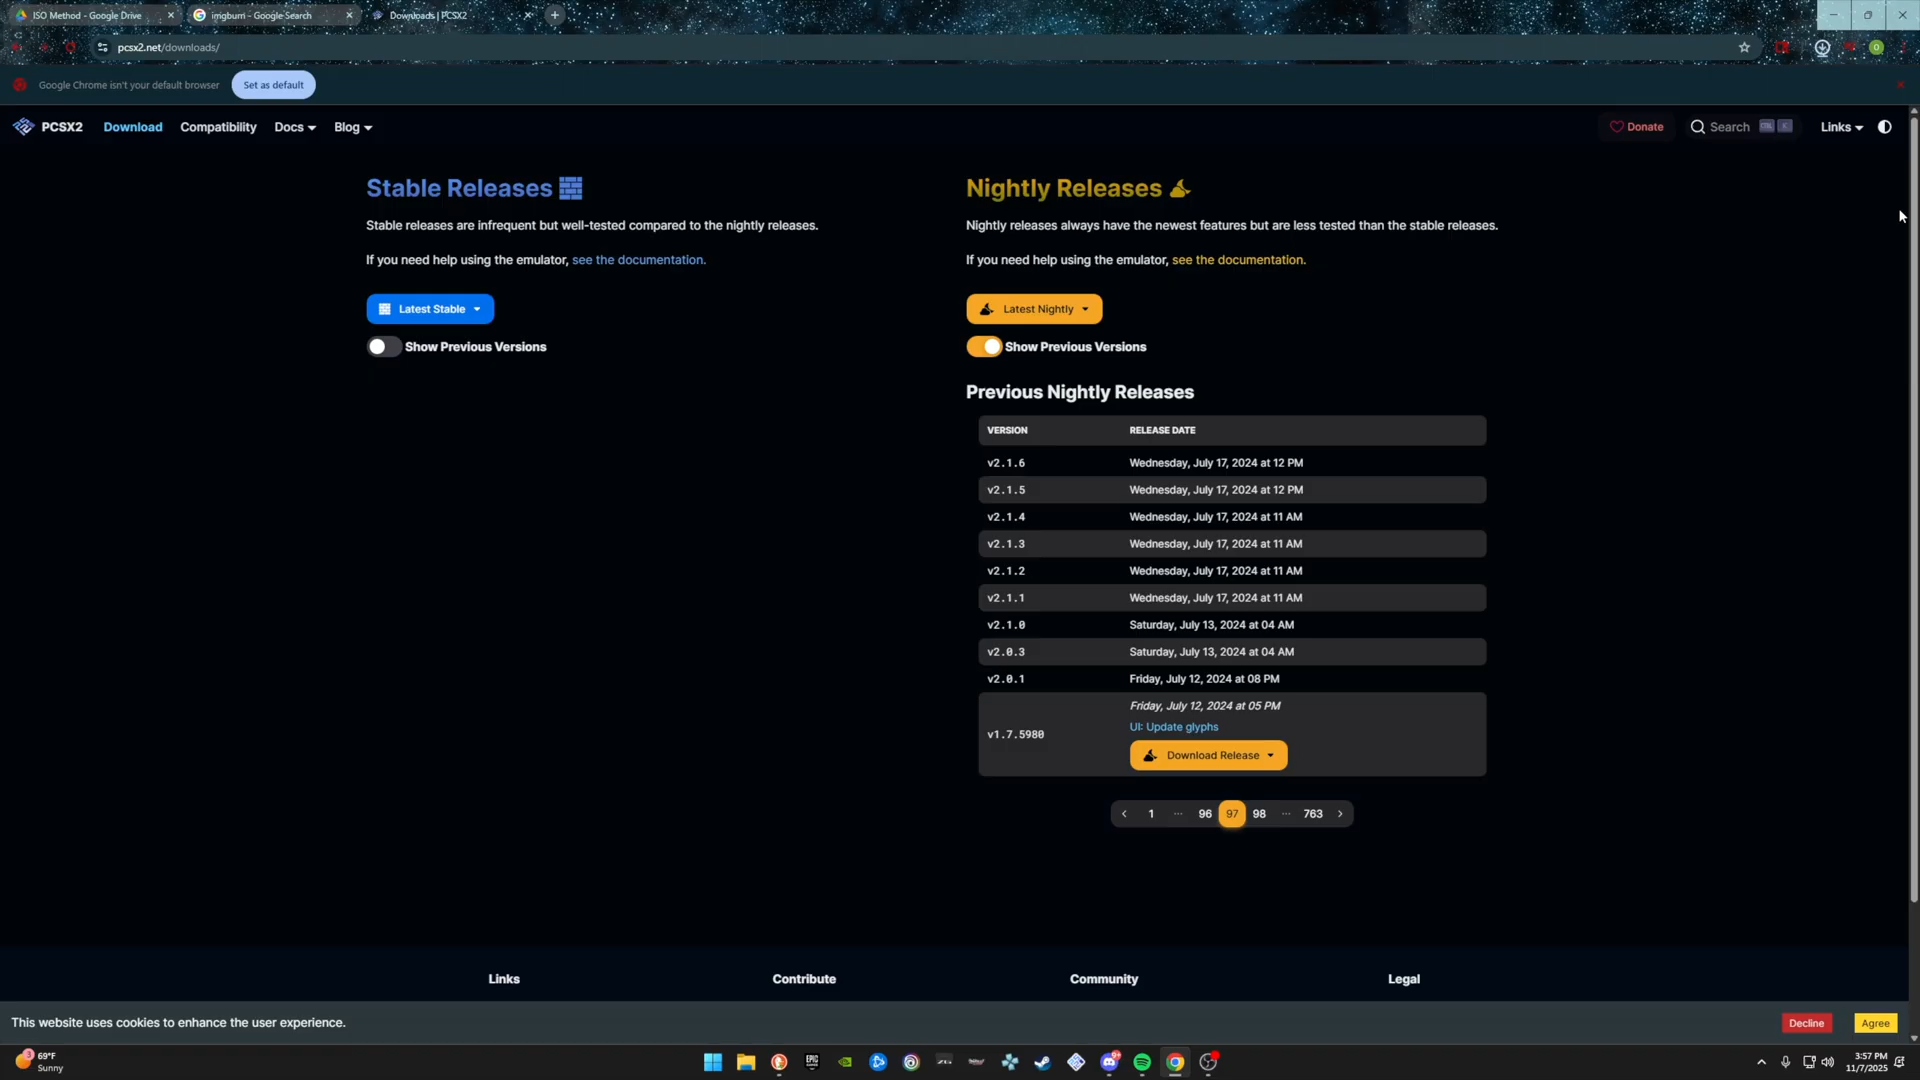 ISO Method - Google Drive
imgburn - Google Search
Downloads | PCSX2
pcsx2.net/downloads/
Google Chrome isn't your default browser
Set as default
PCSX2
Download
Compatibility
Docs
Blog
Donate
Search
Links
Stable Releases
Stable releases are infrequent but well-tested compared to the nightly releases.
If you need help using the emulator, see the documentation.
Latest Stable
Show Previous Versions
Nightly Releases
Nightly releases always have the newest features but are less tested than the stable releases.
If you need help using the emulator, see the documentation.
Latest Nightly
Show Previous Versions
Previous Nightly Releases
VERSION RELEASE DATE
v2.1.6 Wednesday, July 17, 2024 at 12 PM
v2.1.5 Wednesday, July 17, 2024 at 12 PM
v2.1.4 Wednesday, July 17, 2024 at 11 AM
v2.1.3 Wednesday, July 17, 2024 at 11 AM
v2.1.2 Wednesday, July 17, 2024 at 11 AM
v2.1.1 Wednesday, July 17, 2024 at 11 AM
v2.1.0 Saturday, July 13, 2024 at 04 AM
v2.0.3 Saturday, July 13, 2024 at 04 AM
v2.0.1 Friday, July 12, 2024 at 08 PM
Friday, July 12, 2024 at 05 PM
UI: Update glyphs
v1.7.5980
Download Release
1 ... 96 97 98 ... 763
Links
Contribute
Community
Legal
This website uses cookies to enhance the user experience.
Decline
Agree
69°F
Sunny
3:57 PM
11/7/2025